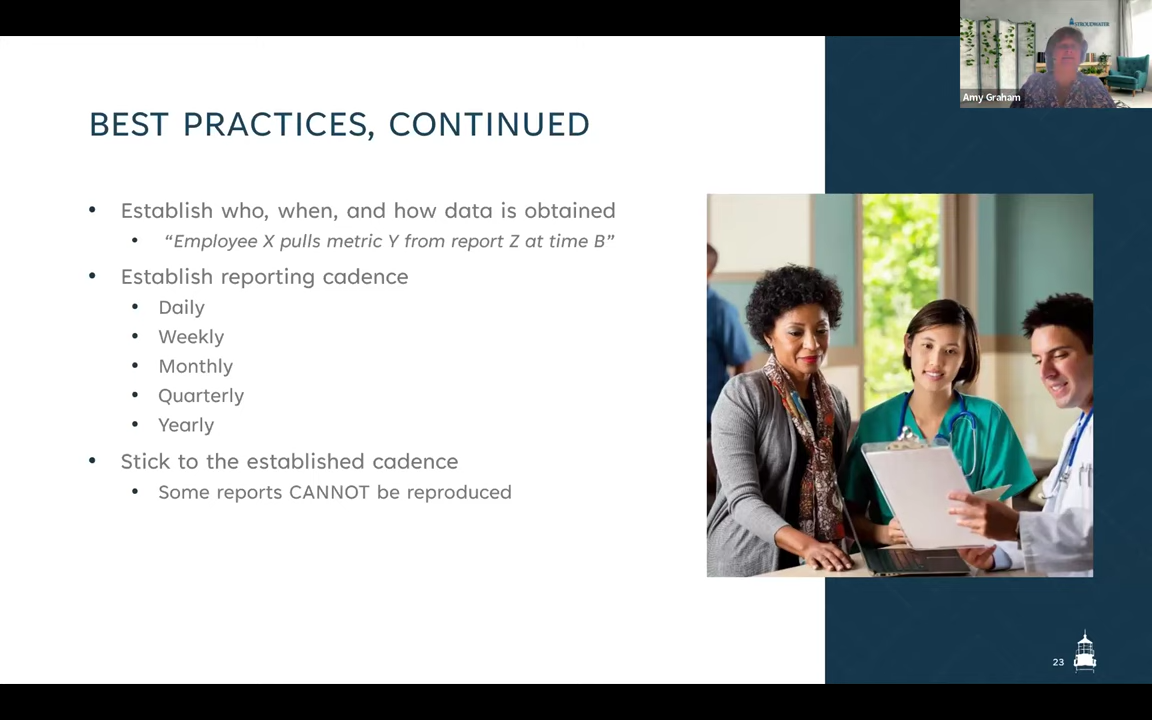 STROUDWATER
Amy Graham
BEST PRACTICES, CONTINUED
• Establish who, when, and how data is obtained
• “Employee X pulls metric Y from report Z at time B”
• Establish reporting cadence
• Daily
• Weekly
• Monthly
• Quarterly
• Yearly
• Stick to the established cadence
• Some reports CANNOT be reproduced
23